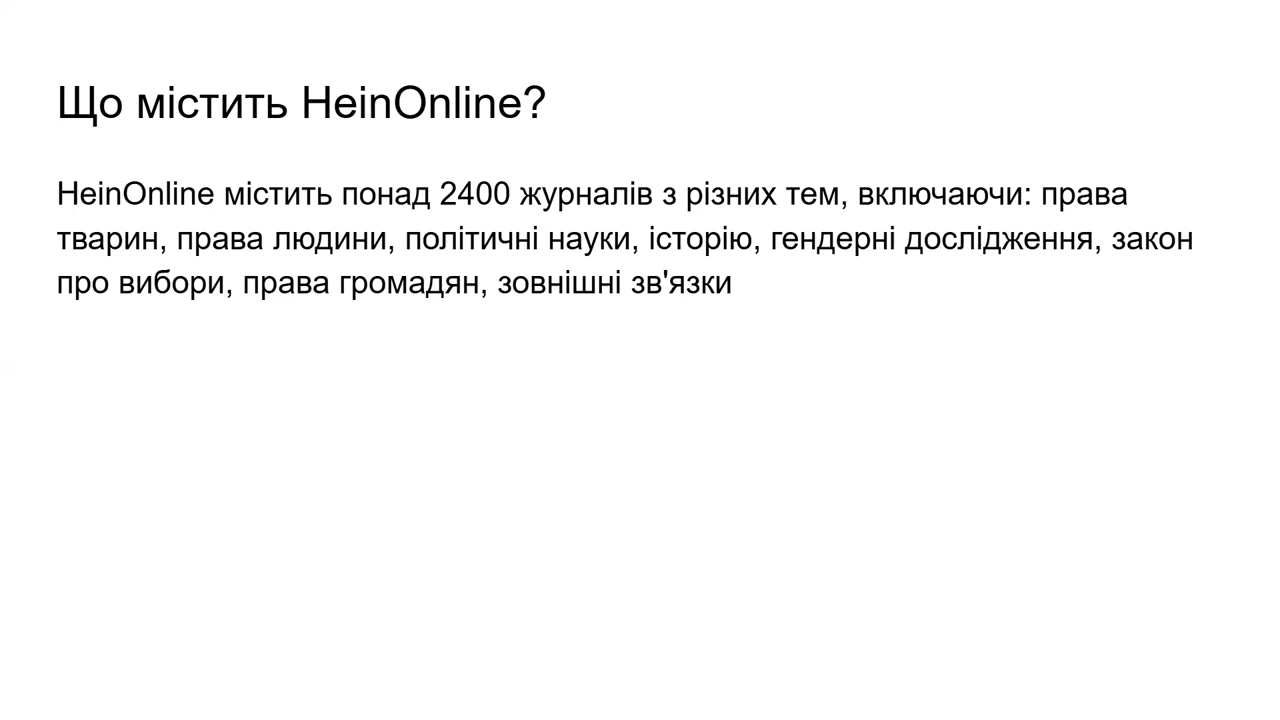 Що містить HeinOnline?
HeinOnline містить понад 2400 журналів з різних тем, включаючи: права
тварин, права людини, політичні науки, історію, гендерні дослідження, закон
про вибори, права громадян, зовнішні зв'язки